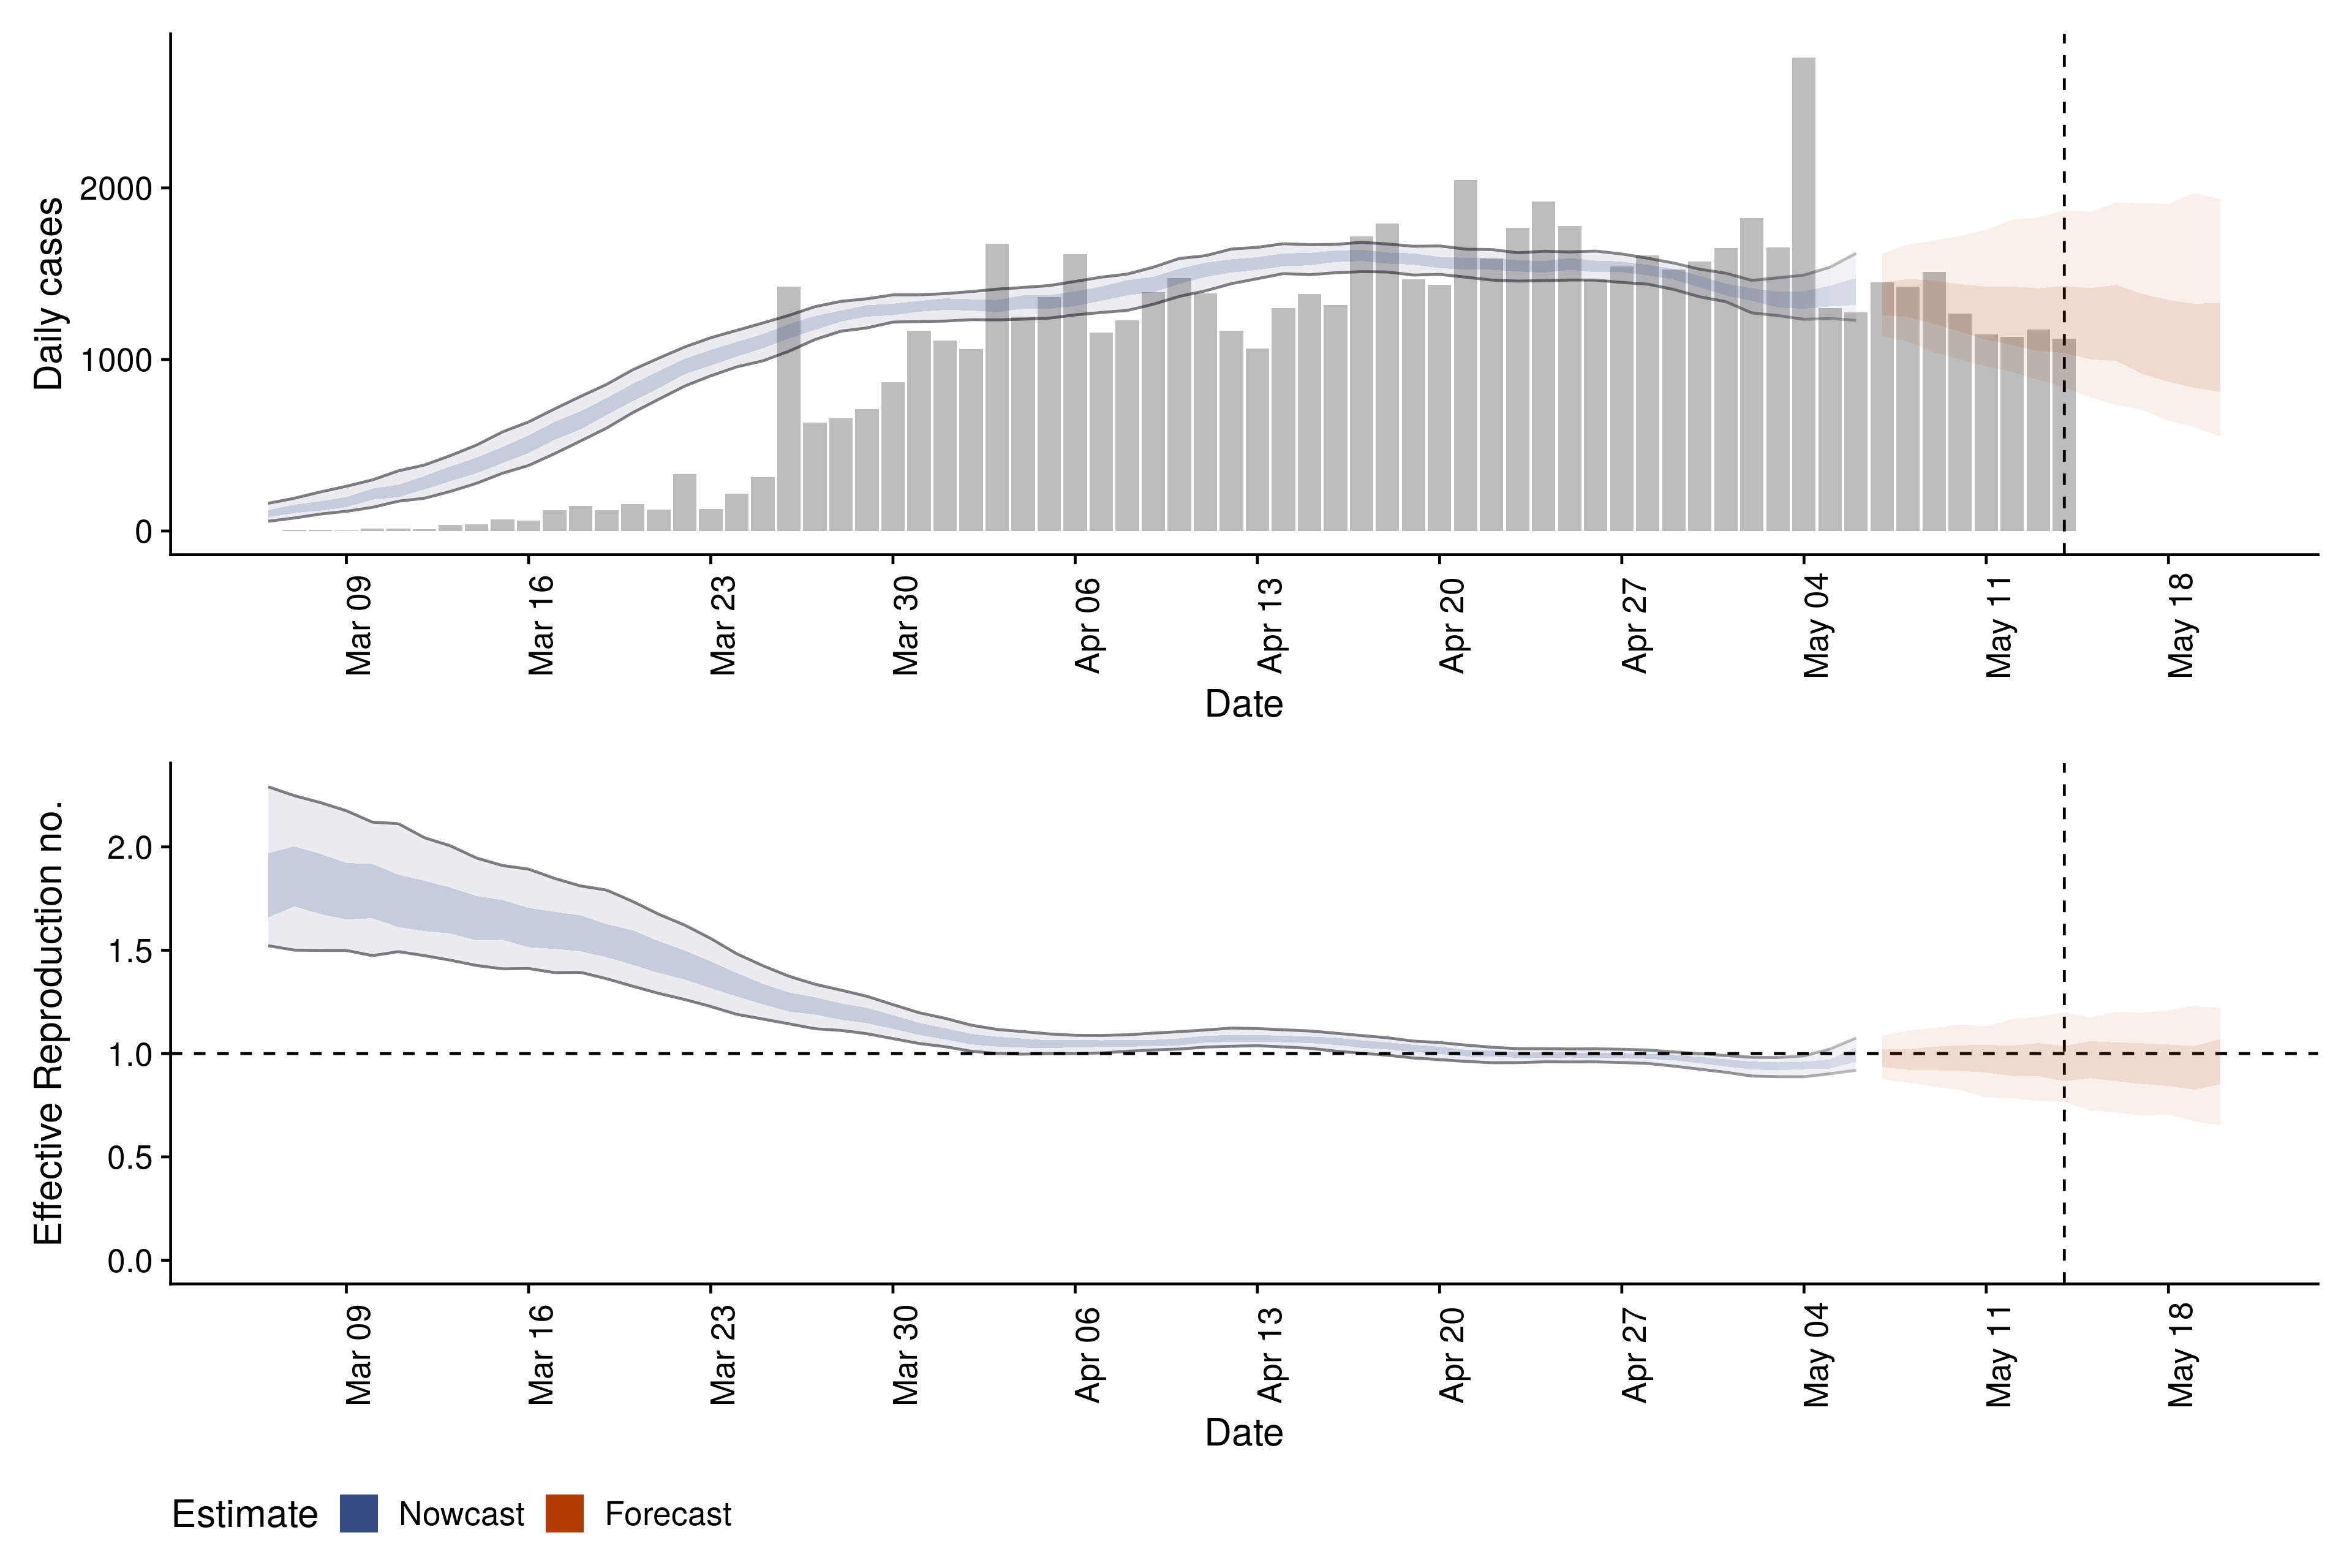 Daily cases
2000
1000
0
Mar 09 Mar 16 Mar 23 Mar 30 Apr 06 Apr 13 Apr 20 Apr 27 May 04 May 11 May 18
Date
Effective Reproduction no.
2.0
1.5
1.0
0.5
0.0
Mar 09 Mar 16 Mar 23 Mar 30 Apr 06 Apr 13 Apr 20 Apr 27 May 04 May 11 May 18
Date
Estimate Nowcast Forecast